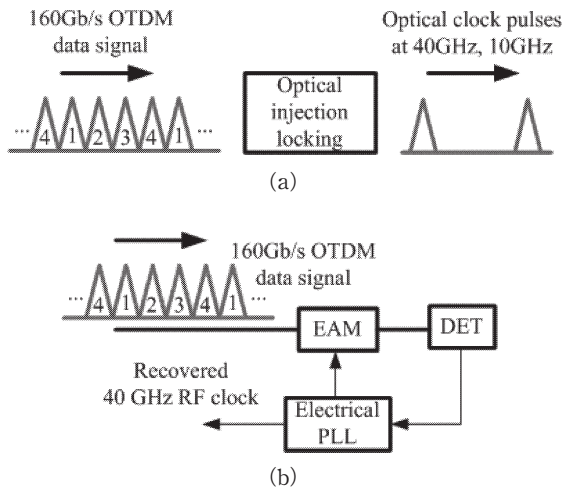 160Gb/s OTDM
data signal
Optical clock pulses
at 40GHz, 10GHz
Optical
injection
locking
... 4 1 2 3 4 1 ...
(a)
160Gb/s OTDM
data signal
... 4 1 2 3 4 1 ...
EAM
DET
Recovered
40 GHz RF clock
Electrical
PLL
(b)